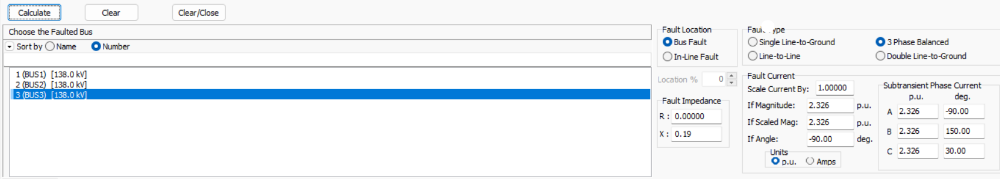 Calculate Clear Clear/Close
Choose the Faulted Bus
Sort by Name Number
1 (BUS1) [138.0 kV]
2 (BUS2) [138.0 kV]
3 (BUS3) [138.0 kV]
Fault Location
Bus Fault
In-Line Fault
Location % 0
Fault Impedance
R : 0.00000
X : 0.19
Single Line-to-Ground 3 Phase Balanced
Line-to-Line Double Line-to-Ground
Fault Current
Scale Current By: 1.00000
If Magnitude: 2.326 p.u.
If Scaled Mag: 2.326 p.u.
If Angle: -90.00 deg.
Units
p.u. Amps
Subtransient Phase Current
p.u. deg.
A 2.326 -90.00
B 2.326 150.00
C 2.326 30.00